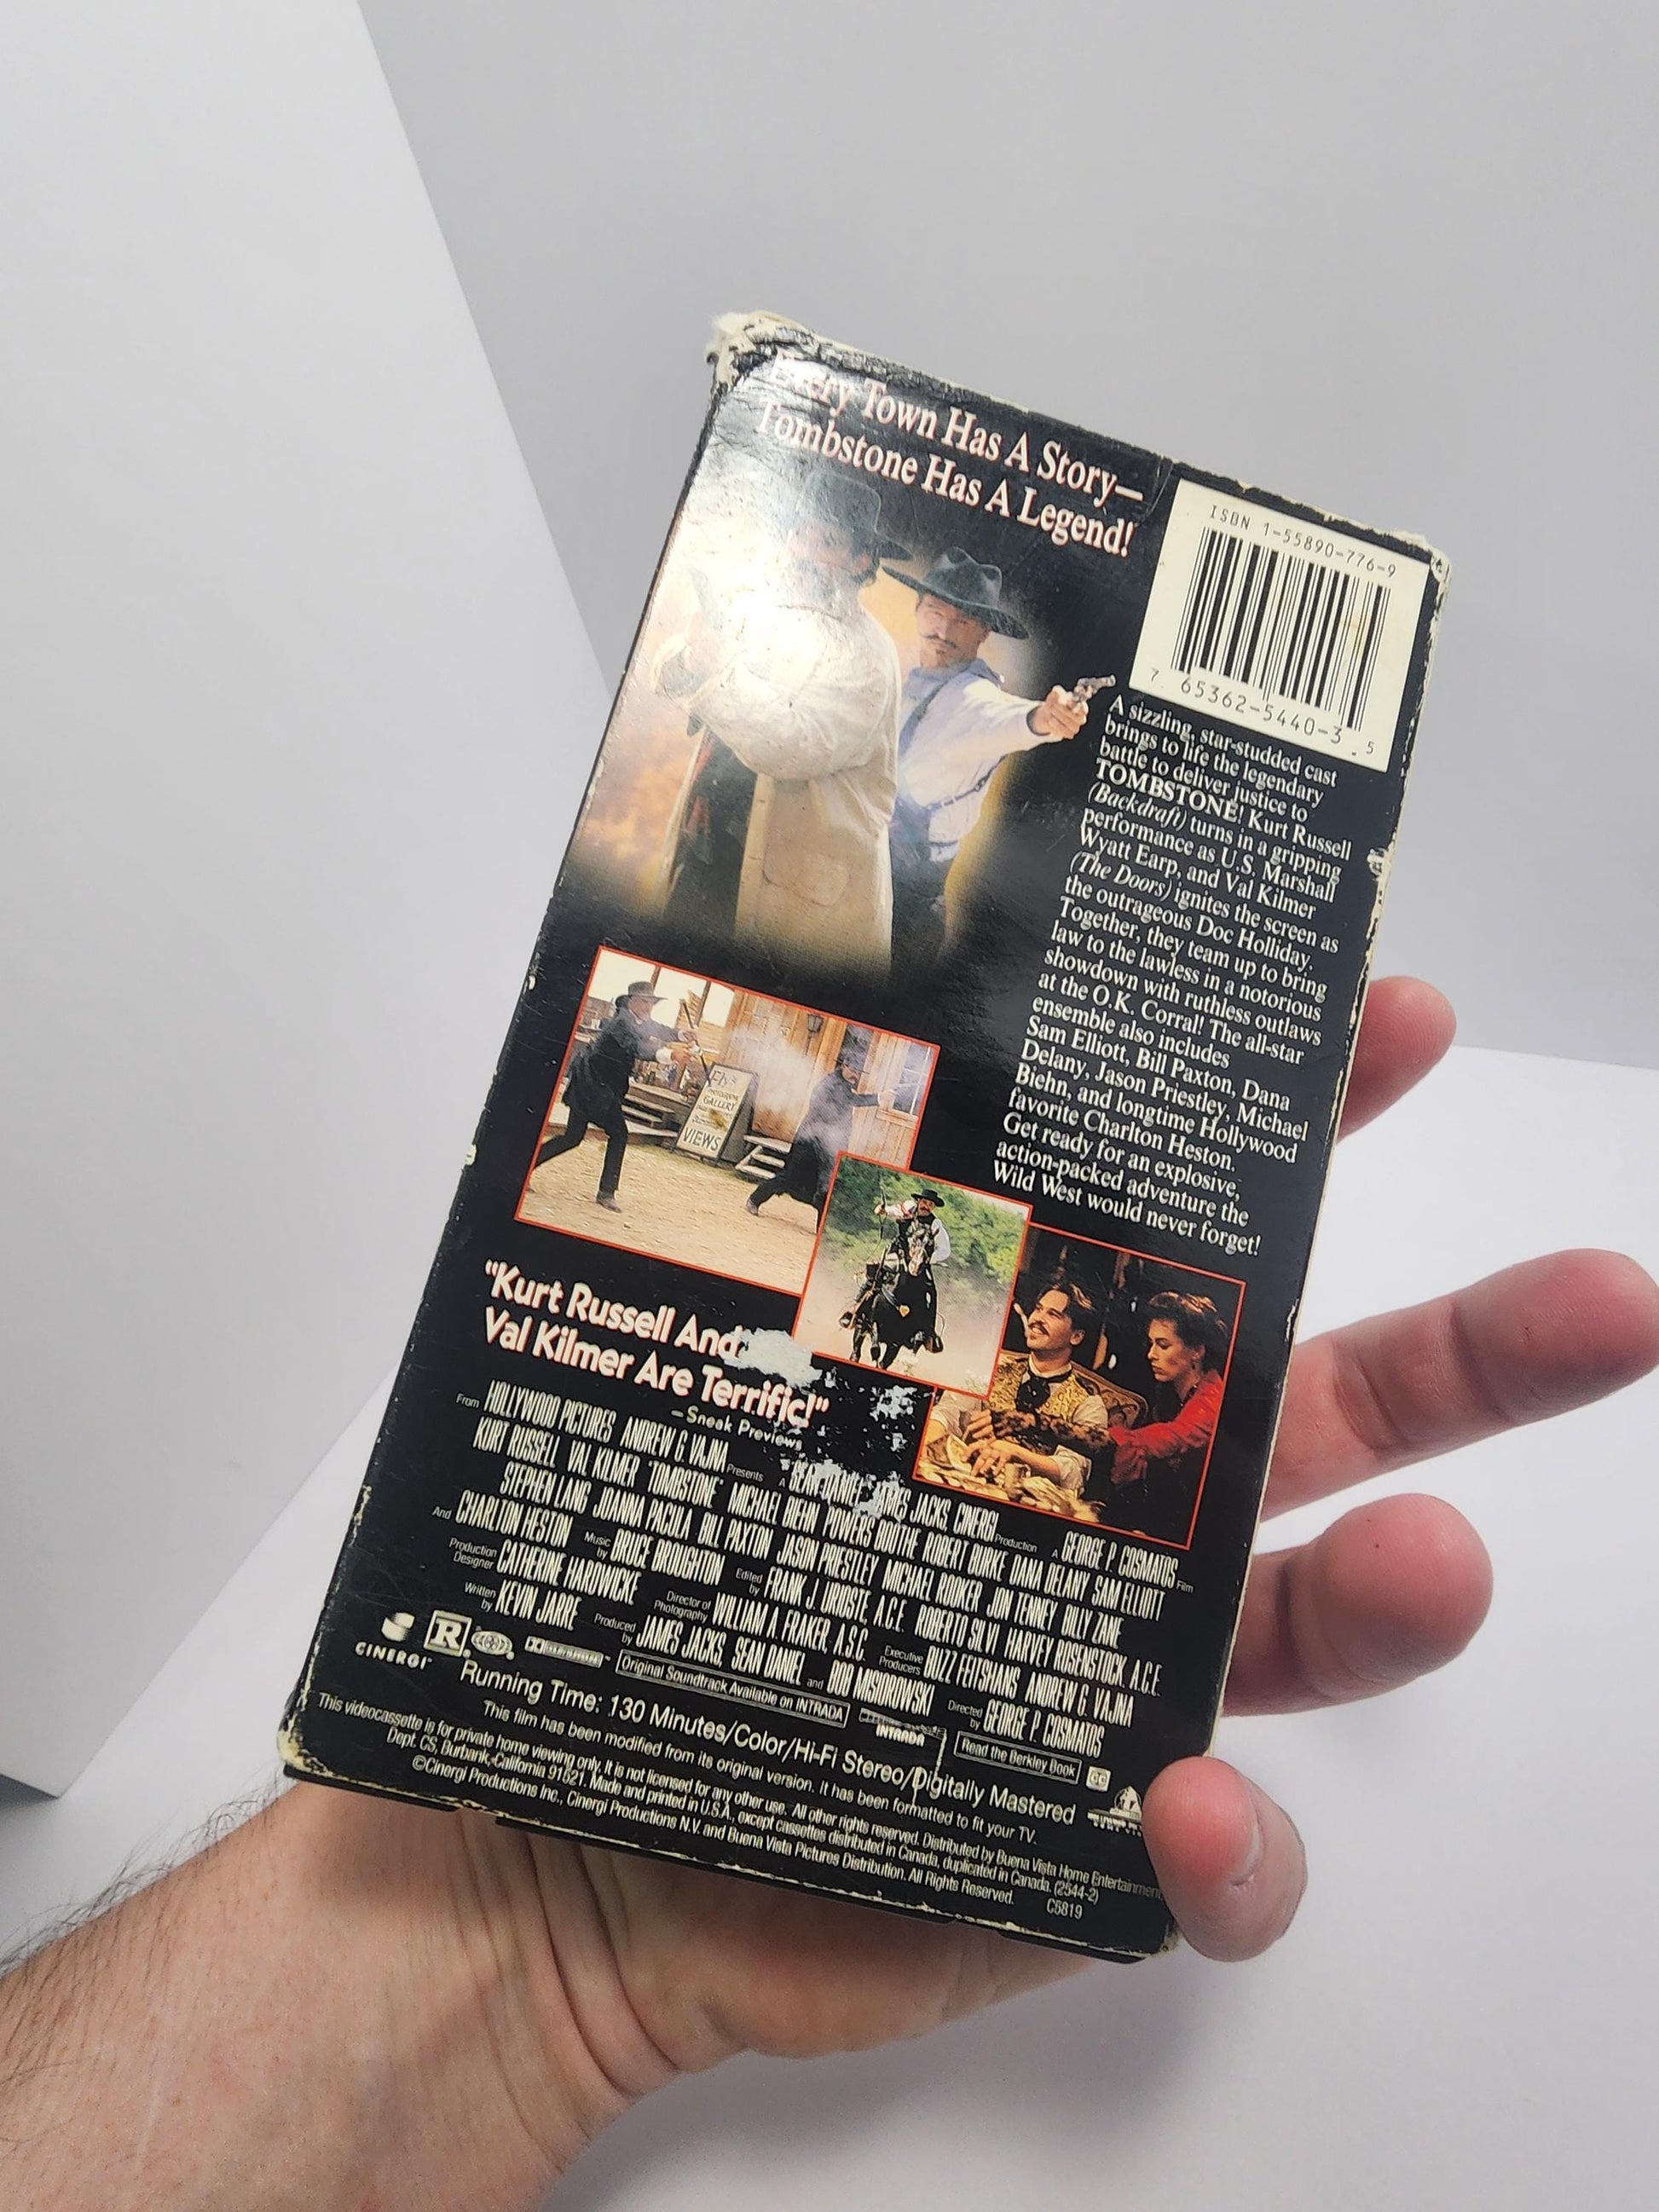 Every Town Has A Story—
Tombstone Has A Legend!
ISBN 1-55890-776-9
7 65362-5440-3 5
A sizzling, star-studded cast
brings to life the legendary
battle to deliver justice to
TOMBSTONE! Kurt Russell
(Backdraft) turns in a gripping
performance as U.S. Marshall
Wyatt Earp, and Val Kilmer
(The Doors) ignites the screen as
the outrageous Doc Holliday.
Together, they team up to bring
law to the lawless in a notorious
showdown with ruthless outlaws
at the O.K. Corral! The all-star
ensemble also includes
Sam Elliott, Bill Paxton, Dana
Delany, Jason Priestley, Michael
Biehn, and longtime Hollywood
favorite Charlton Heston.
Get ready for an explosive,
action-packed adventure the
Wild West would never forget!
Fly's
GALLERY
VIEWS
"Kurt Russell And
Val Kilmer Are Terrific!"
—Sneak Previews
From HOLLYWOOD PICTURES ANDREW G. VAJNA Presents A SEAN DANIEL JAMES JACKS, CINERGI Production A GEORGE P. COSMATOS Film
KURT RUSSELL VAL KILMER "TOMBSTONE" MICHAEL BIEHN POWERS BOOTHE ROBERT BURKE DANA DELANY SAM ELLIOTT
STEPHEN LANG JOANNA PACULA BILL PAXTON JASON PRIESTLEY MICHAEL ROOKER JON TENNEY BILLY ZANE
And CHARLTON HESTON Music by BRUCE BROUGHTON Edited by FRANK J. URIOSTE, A.C.E. ROBERTO SILVI HARVEY ROSENSTOCK, A.C.E.
Production Designer CATHERINE HARDWICKE Director of Photography WILLIAM A. FRAKER, A.S.C. Executive Producers BUZZ FEITSHANS ANDREW G. VAJNA
Written by KEVIN JARRE Produced by JAMES JACKS, SEAN DANIEL and BOB MISIOROWSKI Directed by GEORGE P. COSMATOS
CINERGI R Original Soundtrack Available on INTRADA INTRADA Read the Berkley Book CC
Running Time: 130 Minutes/Color/Hi-Fi Stereo/Digitally Mastered
This film has been modified from its original version. It has been formatted to fit your TV.
This videocassette is for private home viewing only. It is not licensed for any other use. All other rights reserved. Distributed by Buena Vista Home Entertainment
Dept. CS, Burbank, California 91521. Made and printed in U.S.A., except cassettes distributed in Canada, duplicated in Canada. (2544-2)
©Cinergi Productions Inc., Cinergi Productions N.V. and Buena Vista Pictures Distribution. All Rights Reserved. C5819